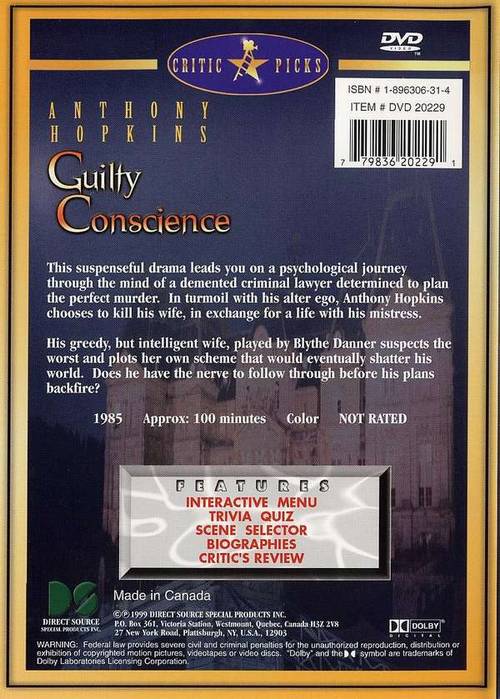 DVD
VIDEO
TM
CRITIC PICKS
ISBN # 1-896306-31-4
ITEM # DVD 20229
7 79836 20229 1
ANTHONY
HOPKINS
Guilty
Conscience
This suspenseful drama leads you on a psychological journey
through the mind of a demented criminal lawyer determined to plan
the perfect murder. In turmoil with his alter ego, Anthony Hopkins
chooses to kill his wife, in exchange for a life with his mistress.
His greedy, but intelligent wife, played by Blythe Danner suspects the
worst and plots her own scheme that would eventually shatter his
world. Does he have the nerve to follow through before his plans
backfire?
1985 Approx: 100 minutes Color NOT RATED
FEATURES
INTERACTIVE MENU
TRIVIA QUIZ
SCENE SELECTOR
BIOGRAPHIES
CRITIC'S REVIEW
DS
DIRECT SOURCE
SPECIAL PRODUCTS INC.
Made in Canada
©℗ 1999 DIRECT SOURCE SPECIAL PRODUCTS INC.
P.O. Box 361, Victoria Station, Westmount, Quebec, Canada H3Z 2V8
27 New York Road, Plattsburgh, NY, U.S.A., 12903
DOLBY
DIGITAL
WARNING: Federal law provides severe civil and criminal penalties for the unauthorized reproduction, distribution or
exhibition of copyrighted motion pictures, videotapes or video discs. "Dolby" and the symbol are trademarks of
Dolby Laboratories Licensing Corporation.